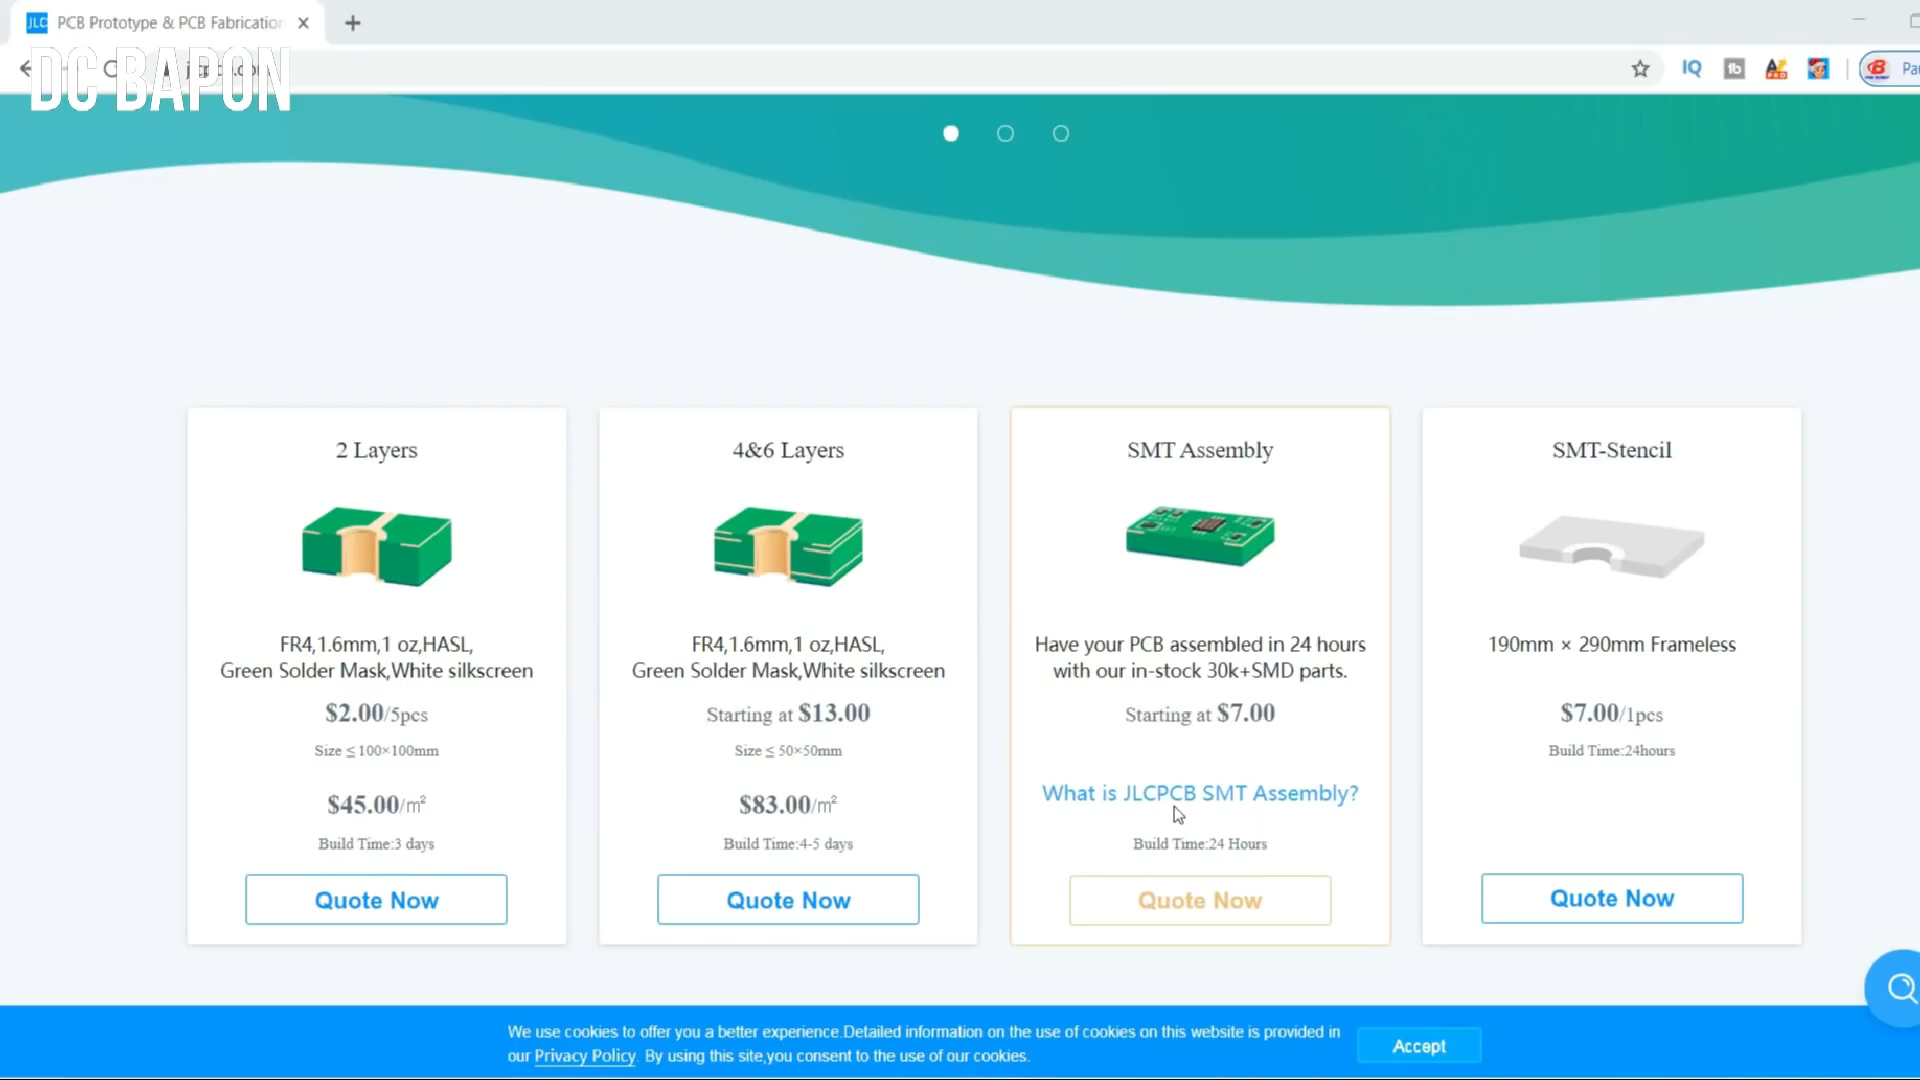 JLC PCB Prototype & PCB Fabrication
DC BAPON
IQ
tb
PRO
B Pau
2 Layers
FR4,1.6mm,1 oz,HASL,
Green Solder Mask,White silkscreen
$2.00/5pcs
Size ≤ 100×100mm
$45.00/m²
Build Time:3 days
Quote Now
4&6 Layers
FR4,1.6mm,1 oz,HASL,
Green Solder Mask,White silkscreen
Starting at $13.00
Size ≤ 50×50mm
$83.00/m²
Build Time:4-5 days
Quote Now
SMT Assembly
Have your PCB assembled in 24 hours
with our in-stock 30k+SMD parts.
Starting at $7.00
What is JLCPCB SMT Assembly?
Build Time:24 Hours
Quote Now
SMT-Stencil
190mm × 290mm Frameless
$7.00/1pcs
Build Time:24hours
Quote Now
We use cookies to offer you a better experience.Detailed information on the use of cookies on this website is provided in
our Privacy Policy. By using this site,you consent to the use of our cookies.
Accept